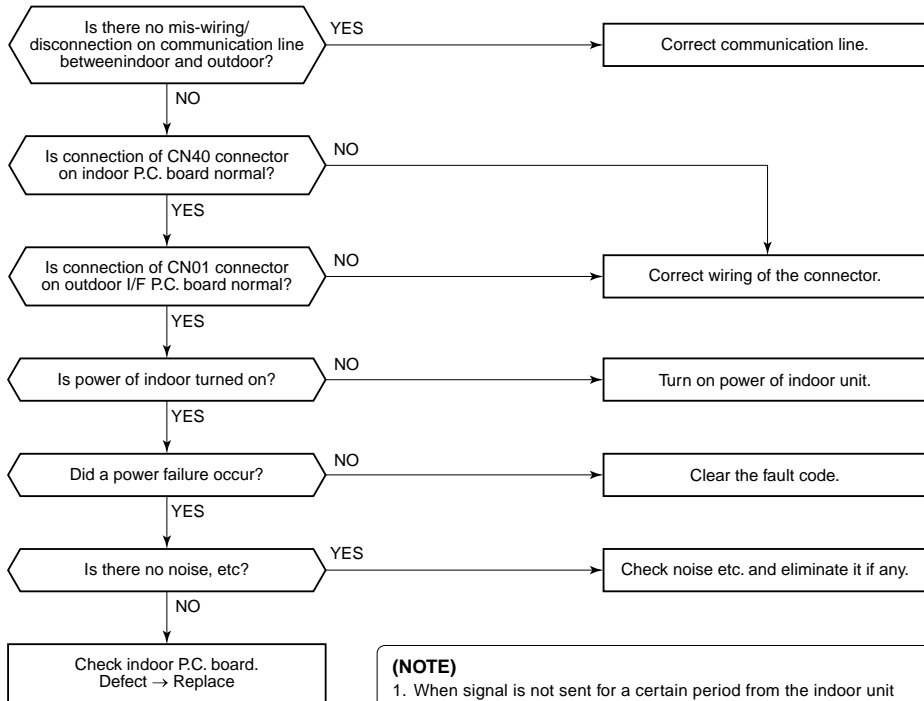 Is there no mis-wiring/
disconnection on communication line
betweenindoor and outdoor?
YES
Correct communication line.
NO
Is connection of CN40 connector
on indoor P.C. board normal?
NO
YES
Is connection of CN01 connector
on outdoor I/F P.C. board normal?
NO
Correct wiring of the connector.
YES
Is power of indoor turned on?
NO
Turn on power of indoor unit.
YES
Did a power failure occur?
NO
Clear the fault code.
YES
Is there no noise, etc?
YES
Check noise etc. and eliminate it if any.
NO
Check indoor P.C. board.
Defect → Replace
(NOTE)
1. When signal is not sent for a certain period from the indoor unit